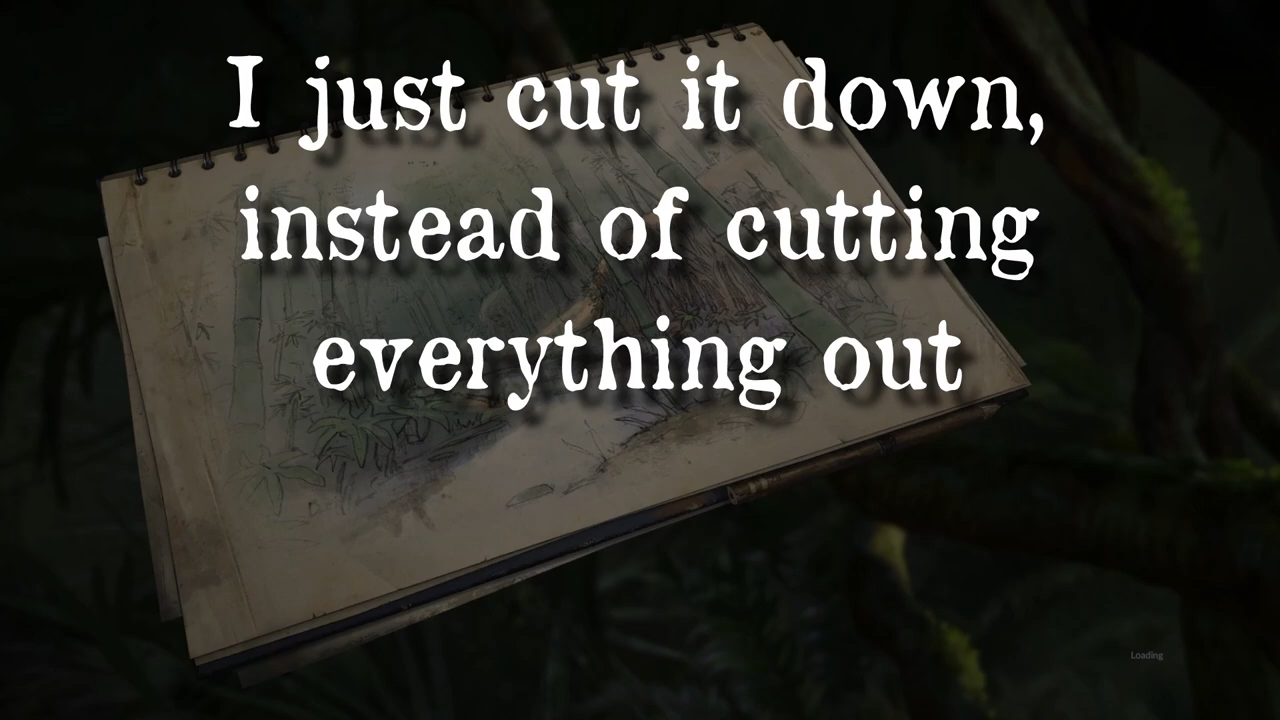 I just cut it down,
instead of cutting
everything out
Loading